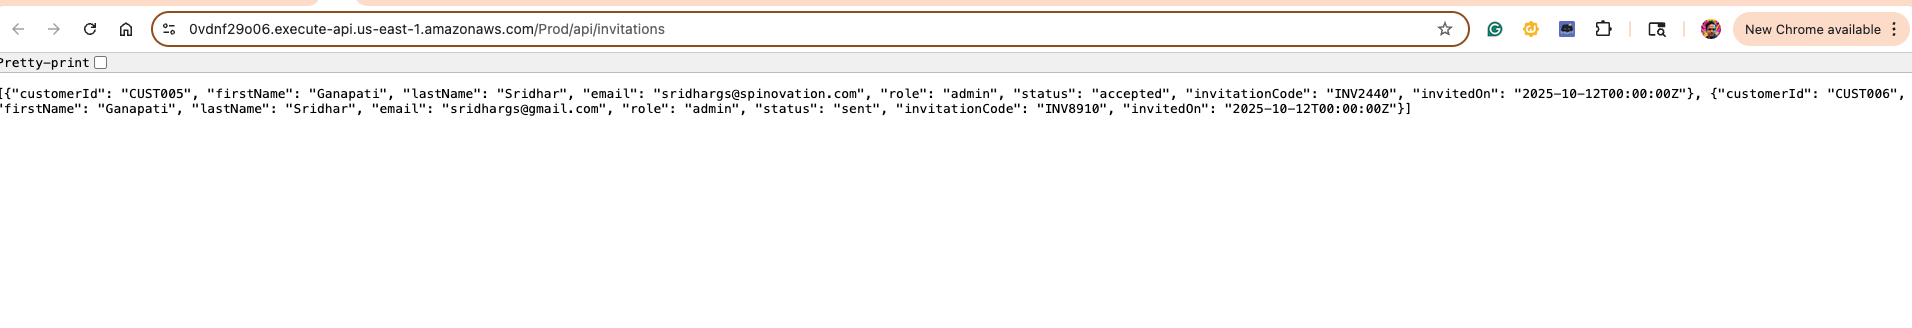 0vdnf29o06.execute-api.us-east-1.amazonaws.com/Prod/api/invitations
New Chrome available
Pretty-print
[{"customerId": "CUST005", "firstName": "Ganapati", "lastName": "Sridhar", "email": "sridhargs@spinovation.com", "role": "admin", "status": "accepted", "invitationCode": "INV2440", "invitedOn": "2025-10-12T00:00:00Z"}, {"customerId": "CUST006",
"firstName": "Ganapati", "lastName": "Sridhar", "email": "sridhargs@gmail.com", "role": "admin", "status": "sent", "invitationCode": "INV8910", "invitedOn": "2025-10-12T00:00:00Z"}]